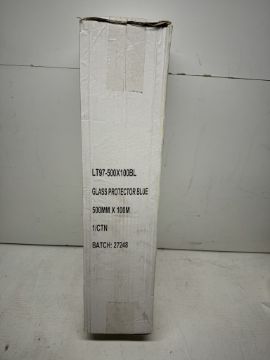 LT97-500X100BL
GLASS PROTECTOR BLUE
500MM X 100M
1/CTN
BATCH: 27248